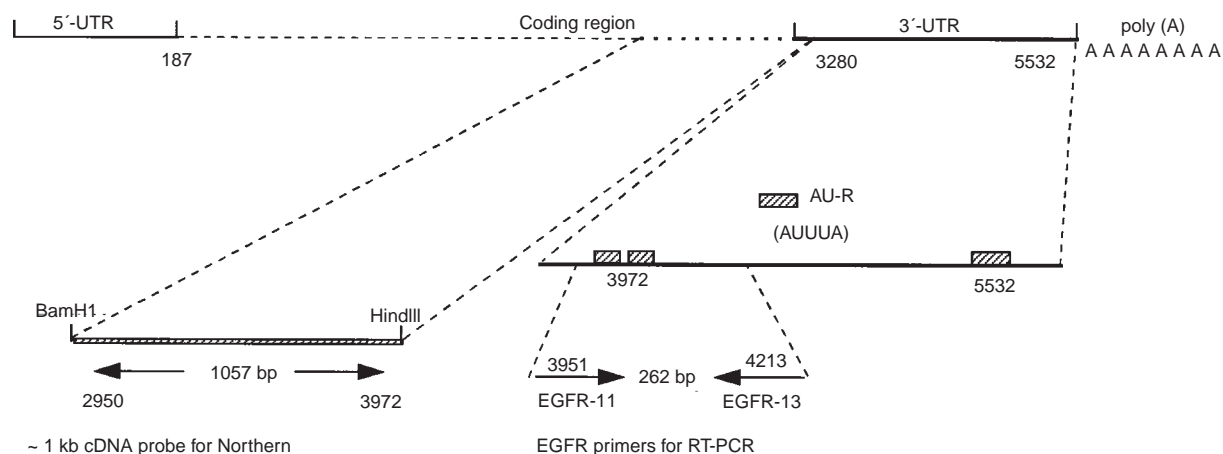 5´-UTR
Coding region
3´-UTR
poly (A)
187
3280
5532
A A A A A A A A
AU-R
(AUUUA)
3972
5532
BamH1
HindIII
1057 bp
3951
262 bp
4213
2950
3972
EGFR-11
EGFR-13
~ 1 kb cDNA probe for Northern
EGFR primers for RT-PCR